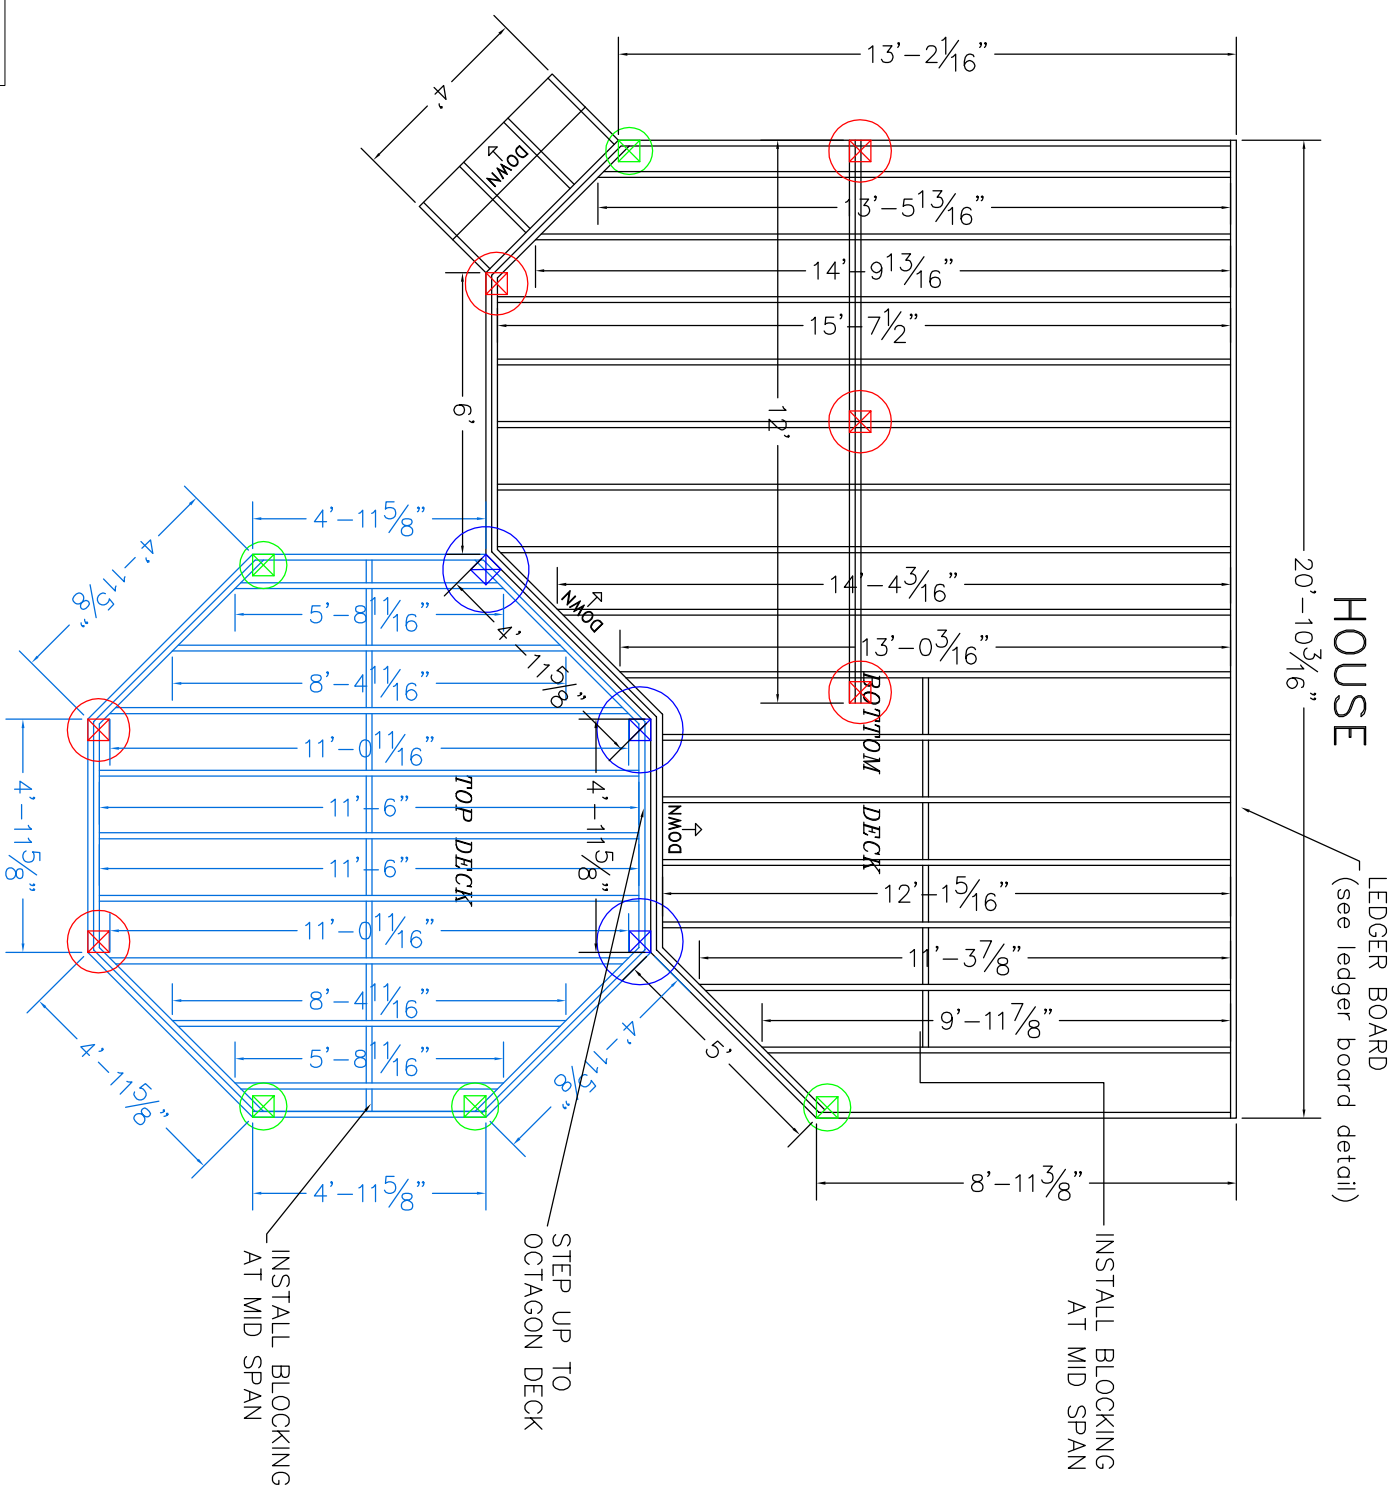 HOUSE
20'-10 3/16"
LEDGER BOARD
(see ledger board detail)
13'-2 1/16"
4'
DOWN
13'-5 13/16"
14'-9 13/16"
15'-7 1/2"
12'
6'
14'-4 3/16"
13'-0 3/16"
BOTTOM DECK
DOWN
DOWN
12'-1 5/16"
11'-3 7/8"
9'-11 7/8"
5'
8'-11 3/8"
INSTALL BLOCKING
AT MID SPAN
4'-11 5/8"
4'-11 5/8"
4'-11 5/8"
4'-11 5/8"
5'-8 11/16"
8'-4 11/16"
11'-0 11/16"
11'-6"
TOP DECK
11'-6"
11'-0 11/16"
8'-4 11/16"
5'-8 11/16"
4'-11 5/8"
4'-11 5/8"
4'-11 5/8"
4'-11 5/8"
STEP UP TO
OCTAGON DECK
INSTALL BLOCKING
AT MID SPAN